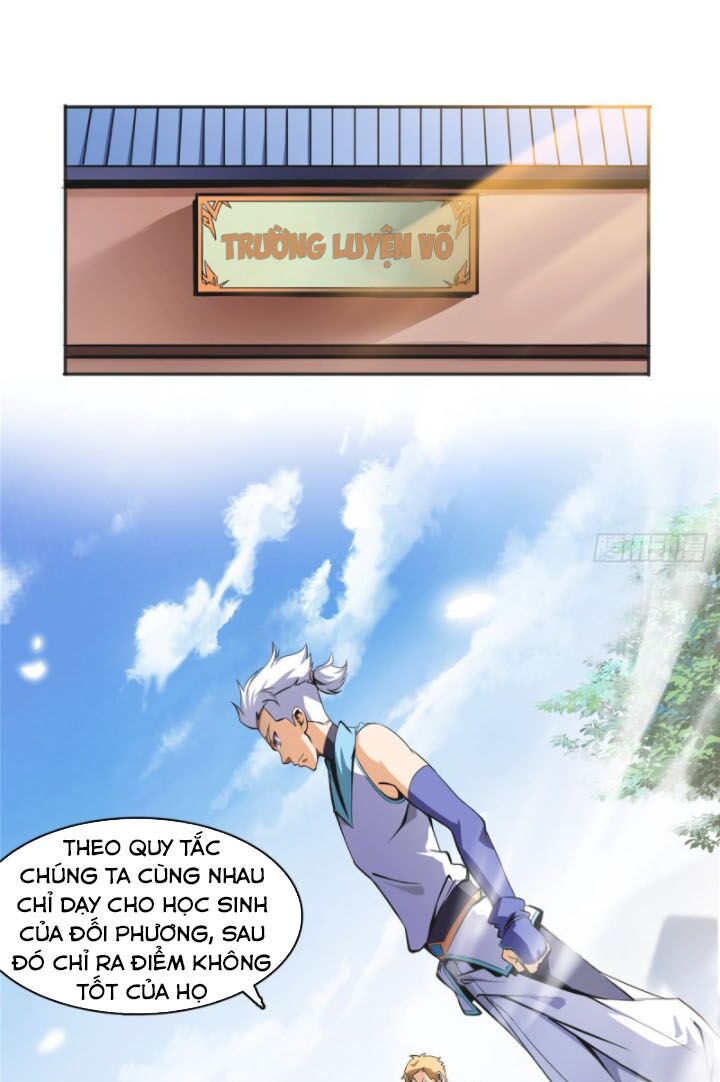 TRƯỜNG LUYỆN VÕ
THEO QUY TẮC
CHÚNG TA CÙNG NHAU
CHỈ DẠY CHO HỌC SINH
CỦA ĐỐI PHƯƠNG, SAU
ĐÓ CHỈ RA ĐIỂM KHÔNG
TỐT CỦA HỌ